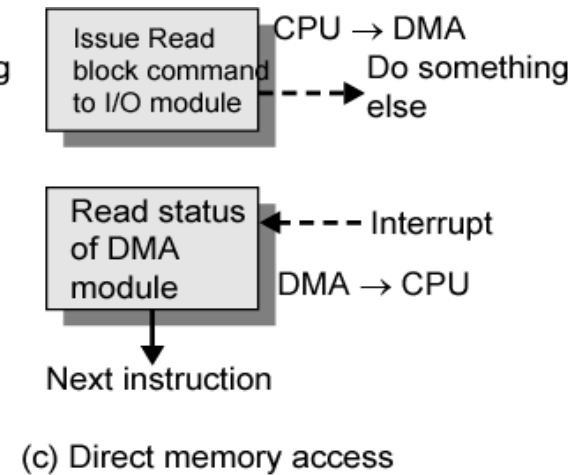 Issue Read
block command
to I/O module
CPU → DMA
Do something
else
Read status
of DMA
module
Interrupt
DMA → CPU
Next instruction
(c) Direct memory access